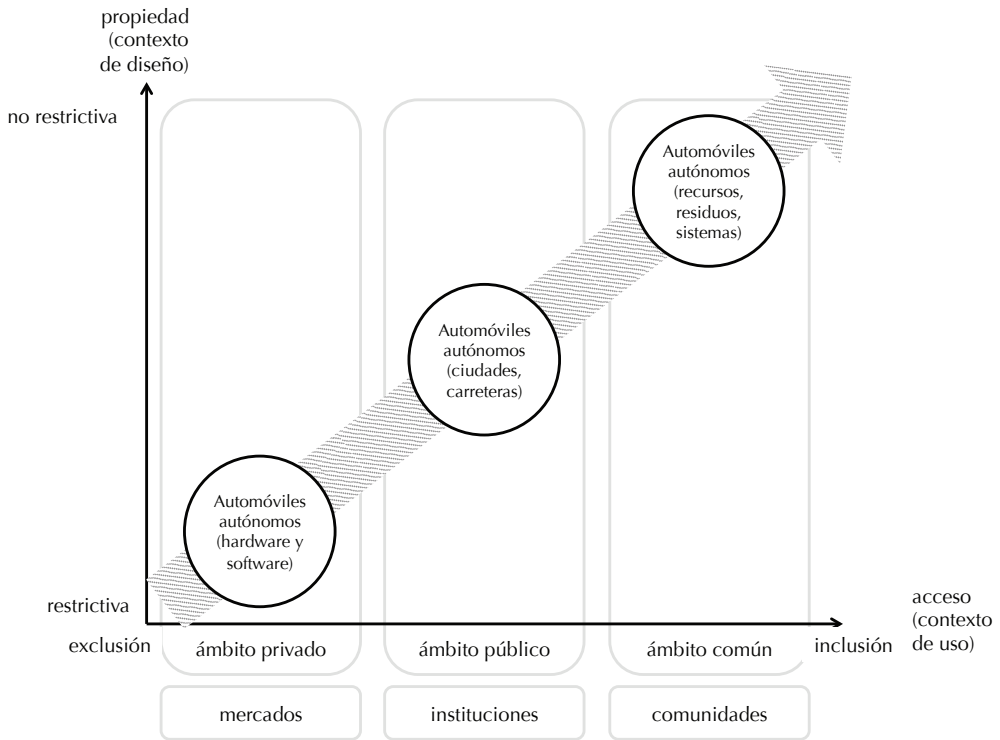 propiedad
(contexto
de diseño)
no restrictiva
Automóviles
autónomos
(recursos,
residuos,
sistemas)
Automóviles
autónomos
(ciudades,
carreteras)
Automóviles
autónomos
(hardware y
software)
restrictiva
acceso
(contexto
de uso)
exclusión
ámbito privado
ámbito público
ámbito común
inclusión
mercados
instituciones
comunidades